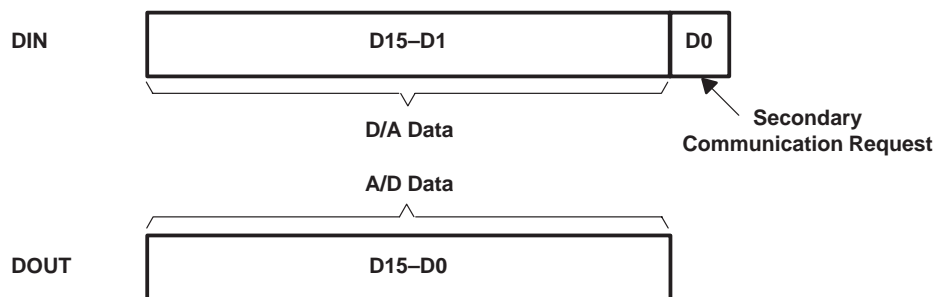 DIN
D15–D1
D0
D/A Data
Secondary
Communication Request
A/D Data
DOUT
D15–D0